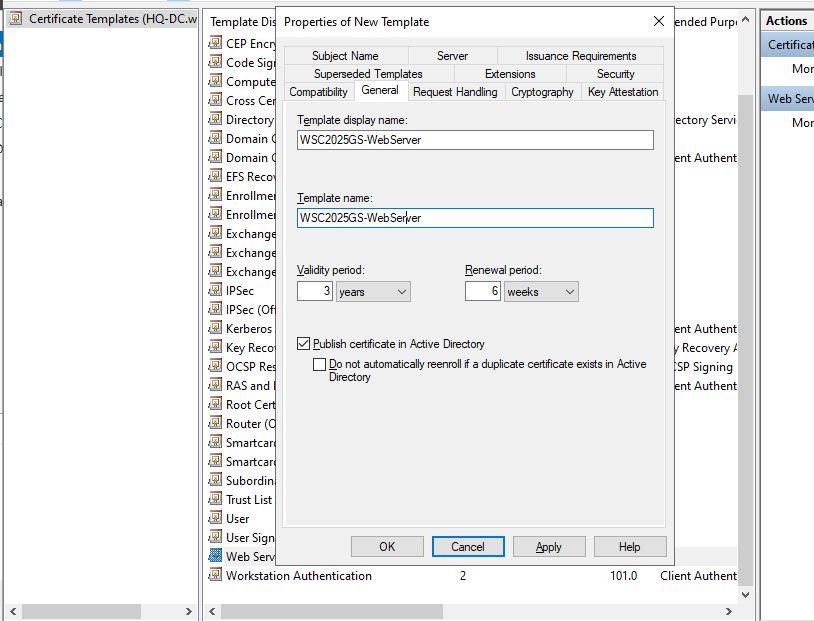 Certificate Templates (HQ-DC.w
Template Dis
ended Purp
CEP Encry
Code Sign
Compute
Cross Cer
Directory
ectory Servi
Domain C
Domain C
ent Authent
EFS Recov
Enrollme
Enrollme
Exchange
Exchange
Exchange
IPSec
IPSec (Off
Kerberos
ent Authent
Key Recov
y Recovery A
OCSP Res
CSP Signing
RAS and I
ent Authent
Root Cert
Router (O
Smartcard
Smartcard
Subordina
Trust List
User
User Sign
Web Serv
Workstation Authentication 2 101.0 Client Authent
Properties of New Template
Subject Name Server Issuance Requirements
Superseded Templates Extensions Security
Compatibility General Request Handling Cryptography Key Attestation
Template display name:
WSC2025GS-WebServer
Template name:
WSC2025GS-WebServer
Validity period: Renewal period:
3 years 6 weeks
Publish certificate in Active Directory
Do not automatically reenroll if a duplicate certificate exists in Active
Directory
OK Cancel Apply Help
Actions
Certificat
Mor
Web Serv
Mor